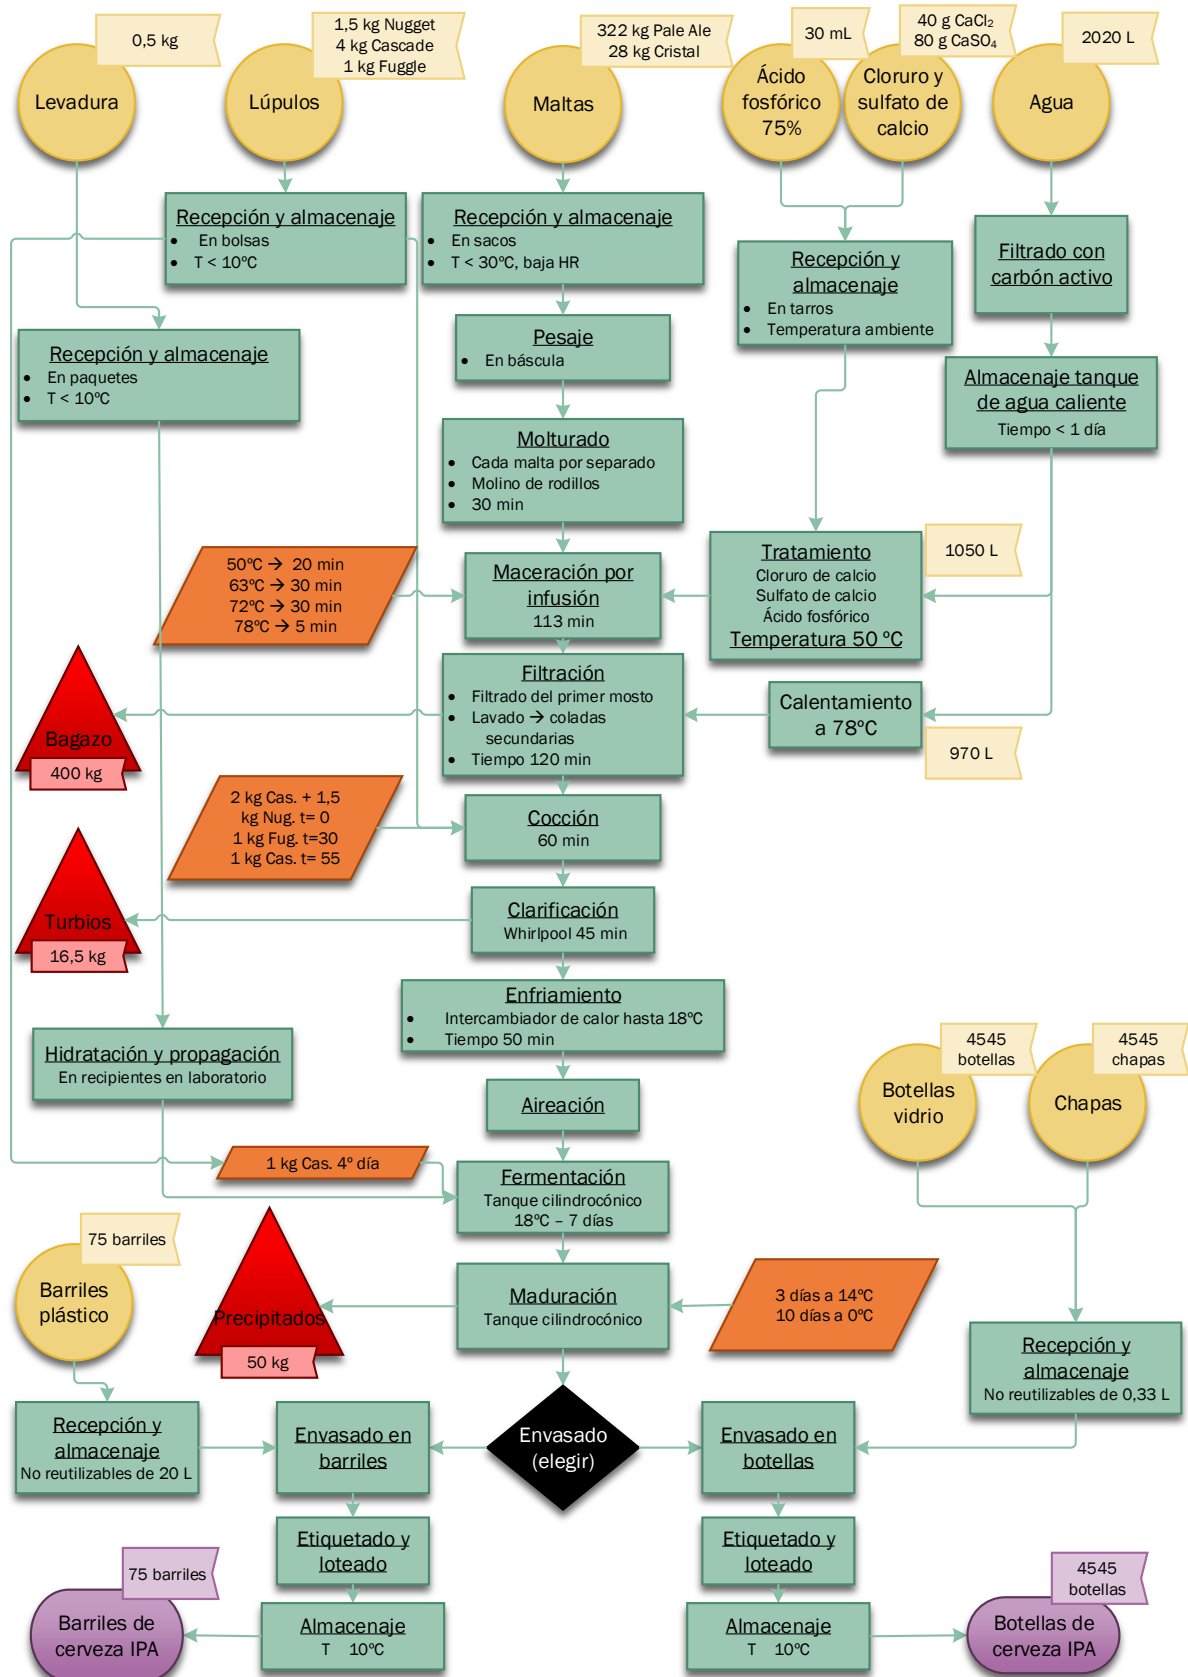 0,5 kg
Levadura
1,5 kg Nugget
4 kg Cascade
1 kg Fuggle
Lúpulos
322 kg Pale Ale
28 kg Cristal
Maltas
30 mL
Ácido
fosfórico
75%
40 g CaCl₂
80 g CaSO₄
Cloruro y
sulfato de
calcio
2020 L
Agua
Recepción y almacenaje
• En bolsas
• T < 10ºC
Recepción y almacenaje
• En sacos
• T < 30ºC, baja HR
Recepción y
almacenaje
• En tarros
• Temperatura ambiente
Filtrado con
carbón activo
Recepción y almacenaje
• En paquetes
• T < 10ºC
Pesaje
• En báscula
Almacenaje tanque
de agua caliente
Tiempo < 1 día
Molturado
• Cada malta por separado
• Molino de rodillos
• 30 min
50ºC → 20 min
63ºC → 30 min
72ºC → 30 min
78ºC → 5 min
Maceración por
infusión
113 min
Tratamiento
Cloruro de calcio
Sulfato de calcio
Ácido fosfórico
Temperatura 50 ºC
1050 L
Bagazo
400 kg
Filtración
• Filtrado del primer mosto
• Lavado → coladas
secundarias
• Tiempo 120 min
Calentamiento
a 78ºC
970 L
2 kg Cas. + 1,5
kg Nug. t= 0
1 kg Fug. t=30
1 kg Cas. t= 55
Cocción
60 min
Turbios
16,5 kg
Clarificación
Whirlpool 45 min
Enfriamiento
• Intercambiador de calor hasta 18ºC
• Tiempo 50 min
Hidratación y propagación
En recipientes en laboratorio
Aireación
4545
botellas
Botellas
vidrio
4545
chapas
Chapas
1 kg Cas. 4º día
Fermentación
Tanque cilindrocónico
18ºC – 7 días
75 barriles
Barriles
plástico
Precipitados
50 kg
Maduración
Tanque cilindrocónico
3 días a 14ºC
10 días a 0ºC
Recepción y
almacenaje
No reutilizables de 0,33 L
Recepción y
almacenaje
No reutilizables de 20 L
Envasado en
barriles
Envasado
(elegir)
Envasado en
botellas
Etiquetado y
loteado
Etiquetado y
loteado
75 barriles
Barriles de
cerveza IPA
Almacenaje
T 10ºC
Almacenaje
T 10ºC
4545
botellas
Botellas de
cerveza IPA